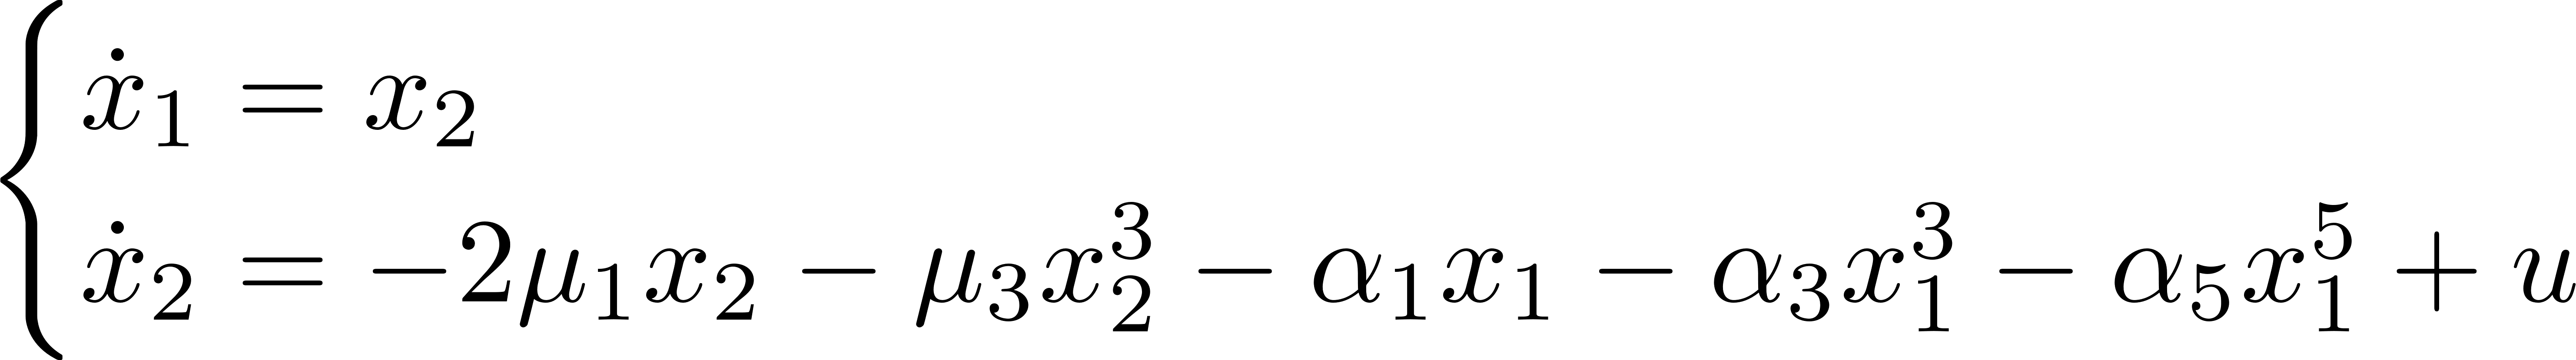 ẋ₁ = x₂
ẋ₂ = −2μ₁x₂ − μ₃x₂³ − α₁x₁ − α₃x₁³ − α₅x₁⁵ + u